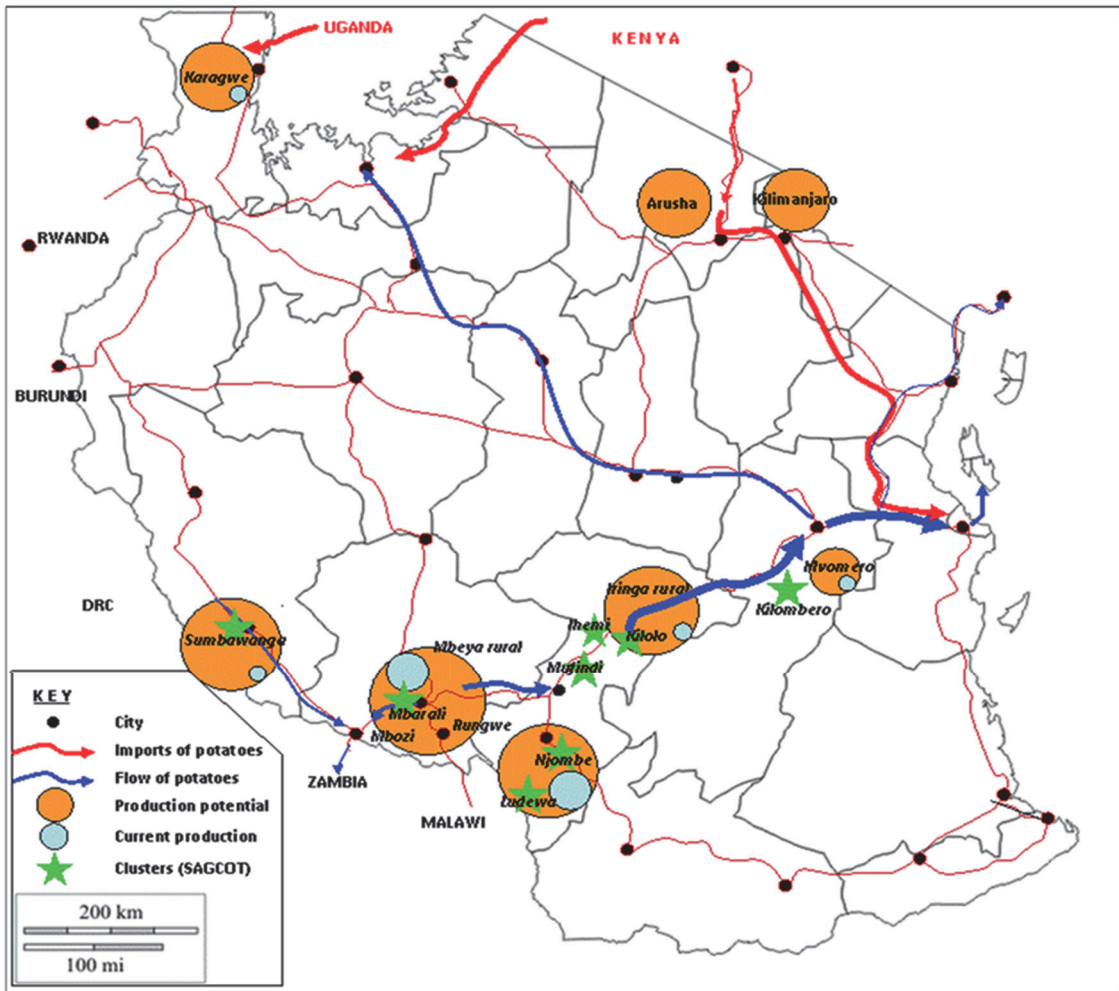 UGANDA
KENYA
Karagwe
Arusha
Kilimanjaro
RWANDA
BURUNDI
DRC
Mvomero
Iringa rural
Kilombero
Ihemi
Kilolo
Sumbawanga
Mbeya rural
Mufindi
Mbarali
Mbozi
Rungwe
Njombe
ZAMBIA
Ludewa
MALAWI
KEY
City
Imports of potatoes
Flow of potatoes
Production potential
Current production
Clusters (SAGCOT)
200 km
100 mi